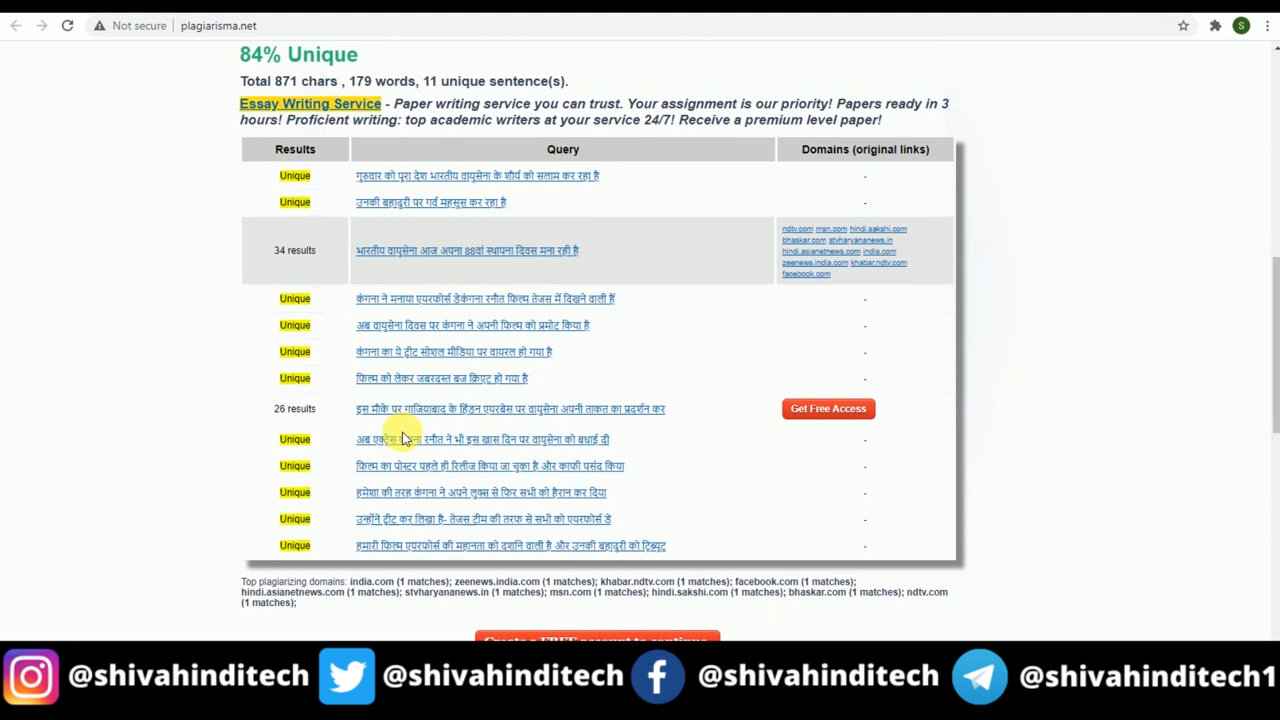 Not secure plagiarisma.net S
84% Unique
Total 871 chars , 179 words, 11 unique sentence(s).
Essay Writing Service - Paper writing service you can trust. Your assignment is our priority! Papers ready in 3
hours! Proficient writing: top academic writers at your service 24/7! Receive a premium level paper!
Results Query Domains (original links)
Unique गुरुवार को पूरा देश भारतीय वायुसेना के शौर्य को सलाम कर रहा है -
Unique उनकी बहादुरी पर गर्व महसूस कर रहा है -
ndtv.com msn.com hindi.sakshi.com
bhaskar.com stvharyananews.in
34 results भारतीय वायुसेना आज अपना 88वां स्थापना दिवस मना रही है hindi.asianetnews.com india.com
zeenews.india.com khabar.ndtv.com
facebook.com
Unique कंगना ने मनाया एयरफोर्स डेकंगना रनौत फिल्म तेजस में दिखने वाली हैं -
Unique अब वायुसेना दिवस पर कंगना ने अपनी फिल्म को प्रमोट किया है -
Unique कंगना का ये ट्वीट सोशल मीडिया पर वायरल हो गया है -
Unique फिल्म को लेकर जबरदस्त बज क्रिएट हो गया है -
26 results इस मौके पर गाजियाबाद के हिंडन एयरबेस पर वायुसेना अपनी ताकत का प्रदर्शन कर Get Free Access
Unique अब एक्ट्रेस रनौत ने भी इस खास दिन पर वायुसेना को बधाई दी -
Unique फिल्म का पोस्टर पहले ही रिलीज किया जा चुका है और काफी पसंद किया -
Unique हमेशा की तरह कंगना ने अपने लुक्स से फिर सभी को हैरान कर दिया -
Unique उन्होंने ट्वीट कर लिखा है- तेजस टीम की तरफ से सभी को एयरफोर्स डे -
Unique हमारी फिल्म एयरफोर्स की महानता को दर्शाने वाली है और उनकी बहादुरी को ट्रिब्यूट -
Top plagiarizing domains: india.com (1 matches); zeenews.india.com (1 matches); khabar.ndtv.com (1 matches); facebook.com (1 matches);
hindi.asianetnews.com (1 matches); stvharyananews.in (1 matches); msn.com (1 matches); hindi.sakshi.com (1 matches); bhaskar.com (1 matches); ndtv.com
(1 matches);
Create a FREE account to continue
@shivahinditech @shivahinditech @shivahinditech @shivahinditech1